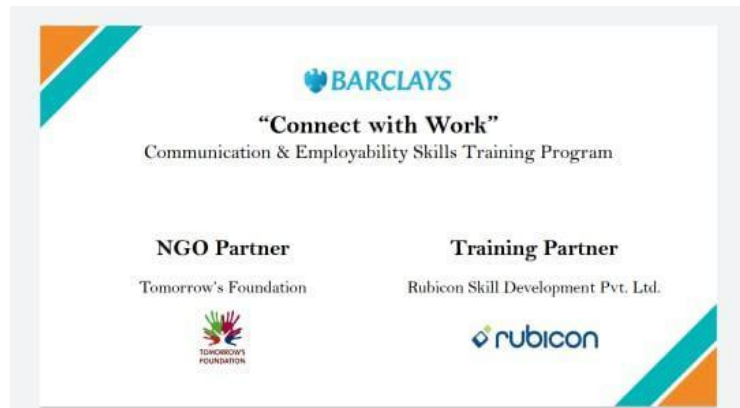 BARCLAYS
“Connect with Work”
Communication & Employability Skills Training Program
NGO Partner
Training Partner
Tomorrow's Foundation
Rubicon Skill Development Pvt. Ltd.
TOMORROW'S
FOUNDATION
rubicon